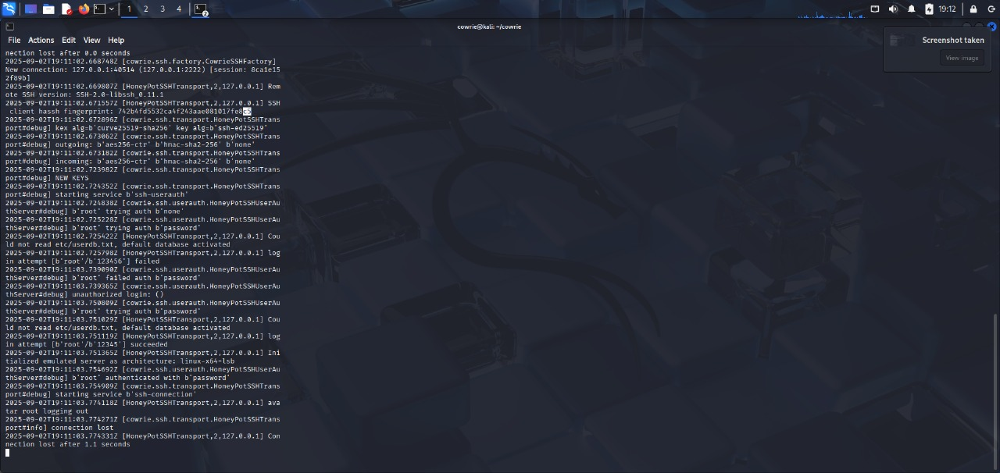 1 2 3 4 2 19:12
cowrie@kali: ~/cowrie
File Actions Edit View Help
Screenshot taken
View image
nection lost after 0.0 seconds
2025-09-02T19:11:02.668748Z [cowrie.ssh.factory.CowrieSSHFactory]
New connection: 127.0.0.1:40514 (127.0.0.1:2222) [session: 8ca1e15
2f89b]
2025-09-02T19:11:02.669807Z [HoneyPotSSHTransport,2,127.0.0.1] Rem
ote SSH version: SSH-2.0-libssh_0.11.1
2025-09-02T19:11:02.671557Z [HoneyPotSSHTransport,2,127.0.0.1] SSH
client hassh fingerprint: 742b4fd5532ca4f243aae081017fe8c5
2025-09-02T19:11:02.672896Z [cowrie.ssh.transport.HoneyPotSSHTrans
port#debug] kex alg=b'curve25519-sha256' key alg=b'ssh-ed25519'
2025-09-02T19:11:02.673062Z [cowrie.ssh.transport.HoneyPotSSHTrans
port#debug] outgoing: b'aes256-ctr' b'hmac-sha2-256' b'none'
2025-09-02T19:11:02.673182Z [cowrie.ssh.transport.HoneyPotSSHTrans
port#debug] incoming: b'aes256-ctr' b'hmac-sha2-256' b'none'
2025-09-02T19:11:02.723982Z [cowrie.ssh.transport.HoneyPotSSHTrans
port#debug] NEW KEYS
2025-09-02T19:11:02.724352Z [cowrie.ssh.transport.HoneyPotSSHTrans
port#debug] starting service b'ssh-userauth'
2025-09-02T19:11:02.724838Z [cowrie.ssh.userauth.HoneyPotSSHUserAu
thServer#debug] b'root' trying auth b'none'
2025-09-02T19:11:02.725228Z [cowrie.ssh.userauth.HoneyPotSSHUserAu
thServer#debug] b'root' trying auth b'password'
2025-09-02T19:11:02.725422Z [HoneyPotSSHTransport,2,127.0.0.1] Cou
ld not read etc/userdb.txt, default database activated
2025-09-02T19:11:02.725798Z [HoneyPotSSHTransport,2,127.0.0.1] log
in attempt [b'root'/b'123456'] failed
2025-09-02T19:11:03.739090Z [cowrie.ssh.userauth.HoneyPotSSHUserAu
thServer#debug] b'root' failed auth b'password'
2025-09-02T19:11:03.739365Z [cowrie.ssh.userauth.HoneyPotSSHUserAu
thServer#debug] unauthorized login: ()
2025-09-02T19:11:03.750809Z [cowrie.ssh.userauth.HoneyPotSSHUserAu
thServer#debug] b'root' trying auth b'password'
2025-09-02T19:11:03.751029Z [HoneyPotSSHTransport,2,127.0.0.1] Cou
ld not read etc/userdb.txt, default database activated
2025-09-02T19:11:03.751119Z [HoneyPotSSHTransport,2,127.0.0.1] log
in attempt [b'root'/b'12345'] succeeded
2025-09-02T19:11:03.751365Z [HoneyPotSSHTransport,2,127.0.0.1] Ini
tialized emulated server as architecture: linux-x64-lsb
2025-09-02T19:11:03.754692Z [cowrie.ssh.userauth.HoneyPotSSHUserAu
thServer#debug] b'root' authenticated with b'password'
2025-09-02T19:11:03.754909Z [cowrie.ssh.transport.HoneyPotSSHTrans
port#debug] starting service b'ssh-connection'
2025-09-02T19:11:03.774118Z [HoneyPotSSHTransport,2,127.0.0.1] ava
tar root logging out
2025-09-02T19:11:03.774271Z [cowrie.ssh.transport.HoneyPotSSHTrans
port#info] connection lost
2025-09-02T19:11:03.774331Z [HoneyPotSSHTransport,2,127.0.0.1] Con
nection lost after 1.1 seconds